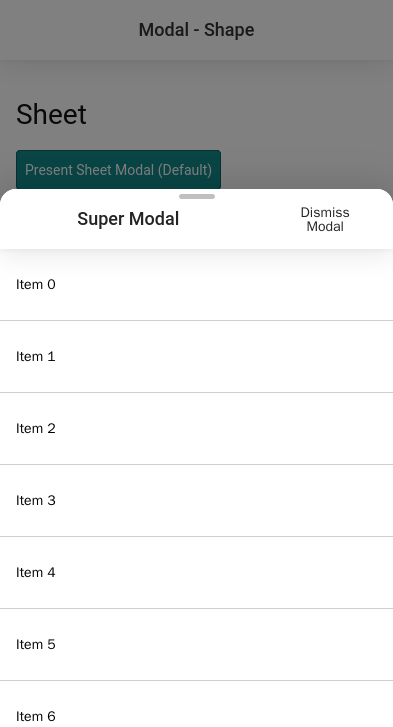 Modal - Shape
Sheet
Present Sheet Modal (Default)
Super Modal
Dismiss
Modal
Item 0
Item 1
Item 2
Item 3
Item 4
Item 5
Item 6